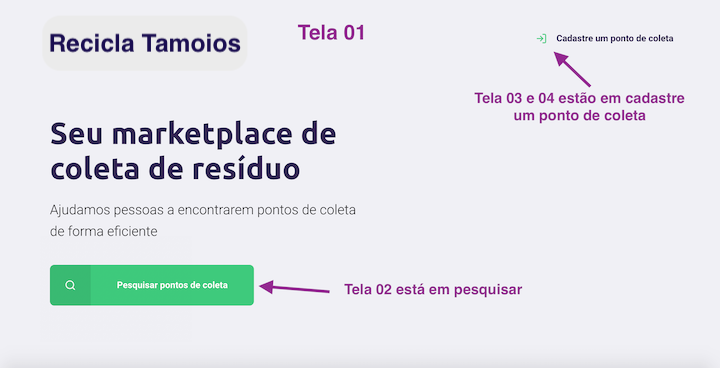 Recicla Tamoios
Tela 01
Cadastre um ponto de coleta
Tela 03 e 04 estão em cadastre
um ponto de coleta
Seu marketplace de
coleta de resíduo
Ajudamos pessoas a encontrarem pontos de coleta
de forma eficiente
Pesquisar pontos de coleta
Tela 02 está em pesquisar